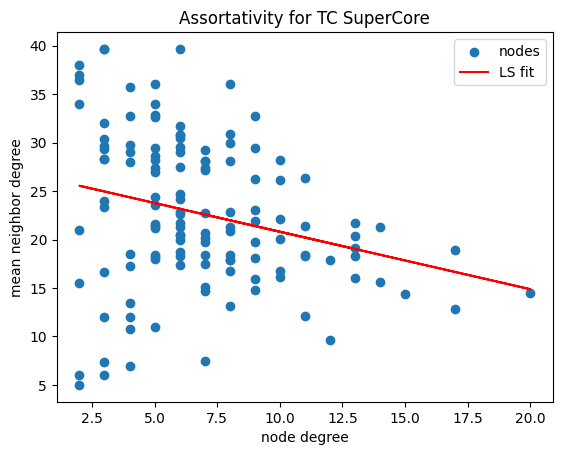 Assortativity for TC SuperCore
nodes
LS fit
mean neighbor degree
40
35
30
25
20
15
10
5
2.5 5.0 7.5 10.0 12.5 15.0 17.5 20.0
node degree